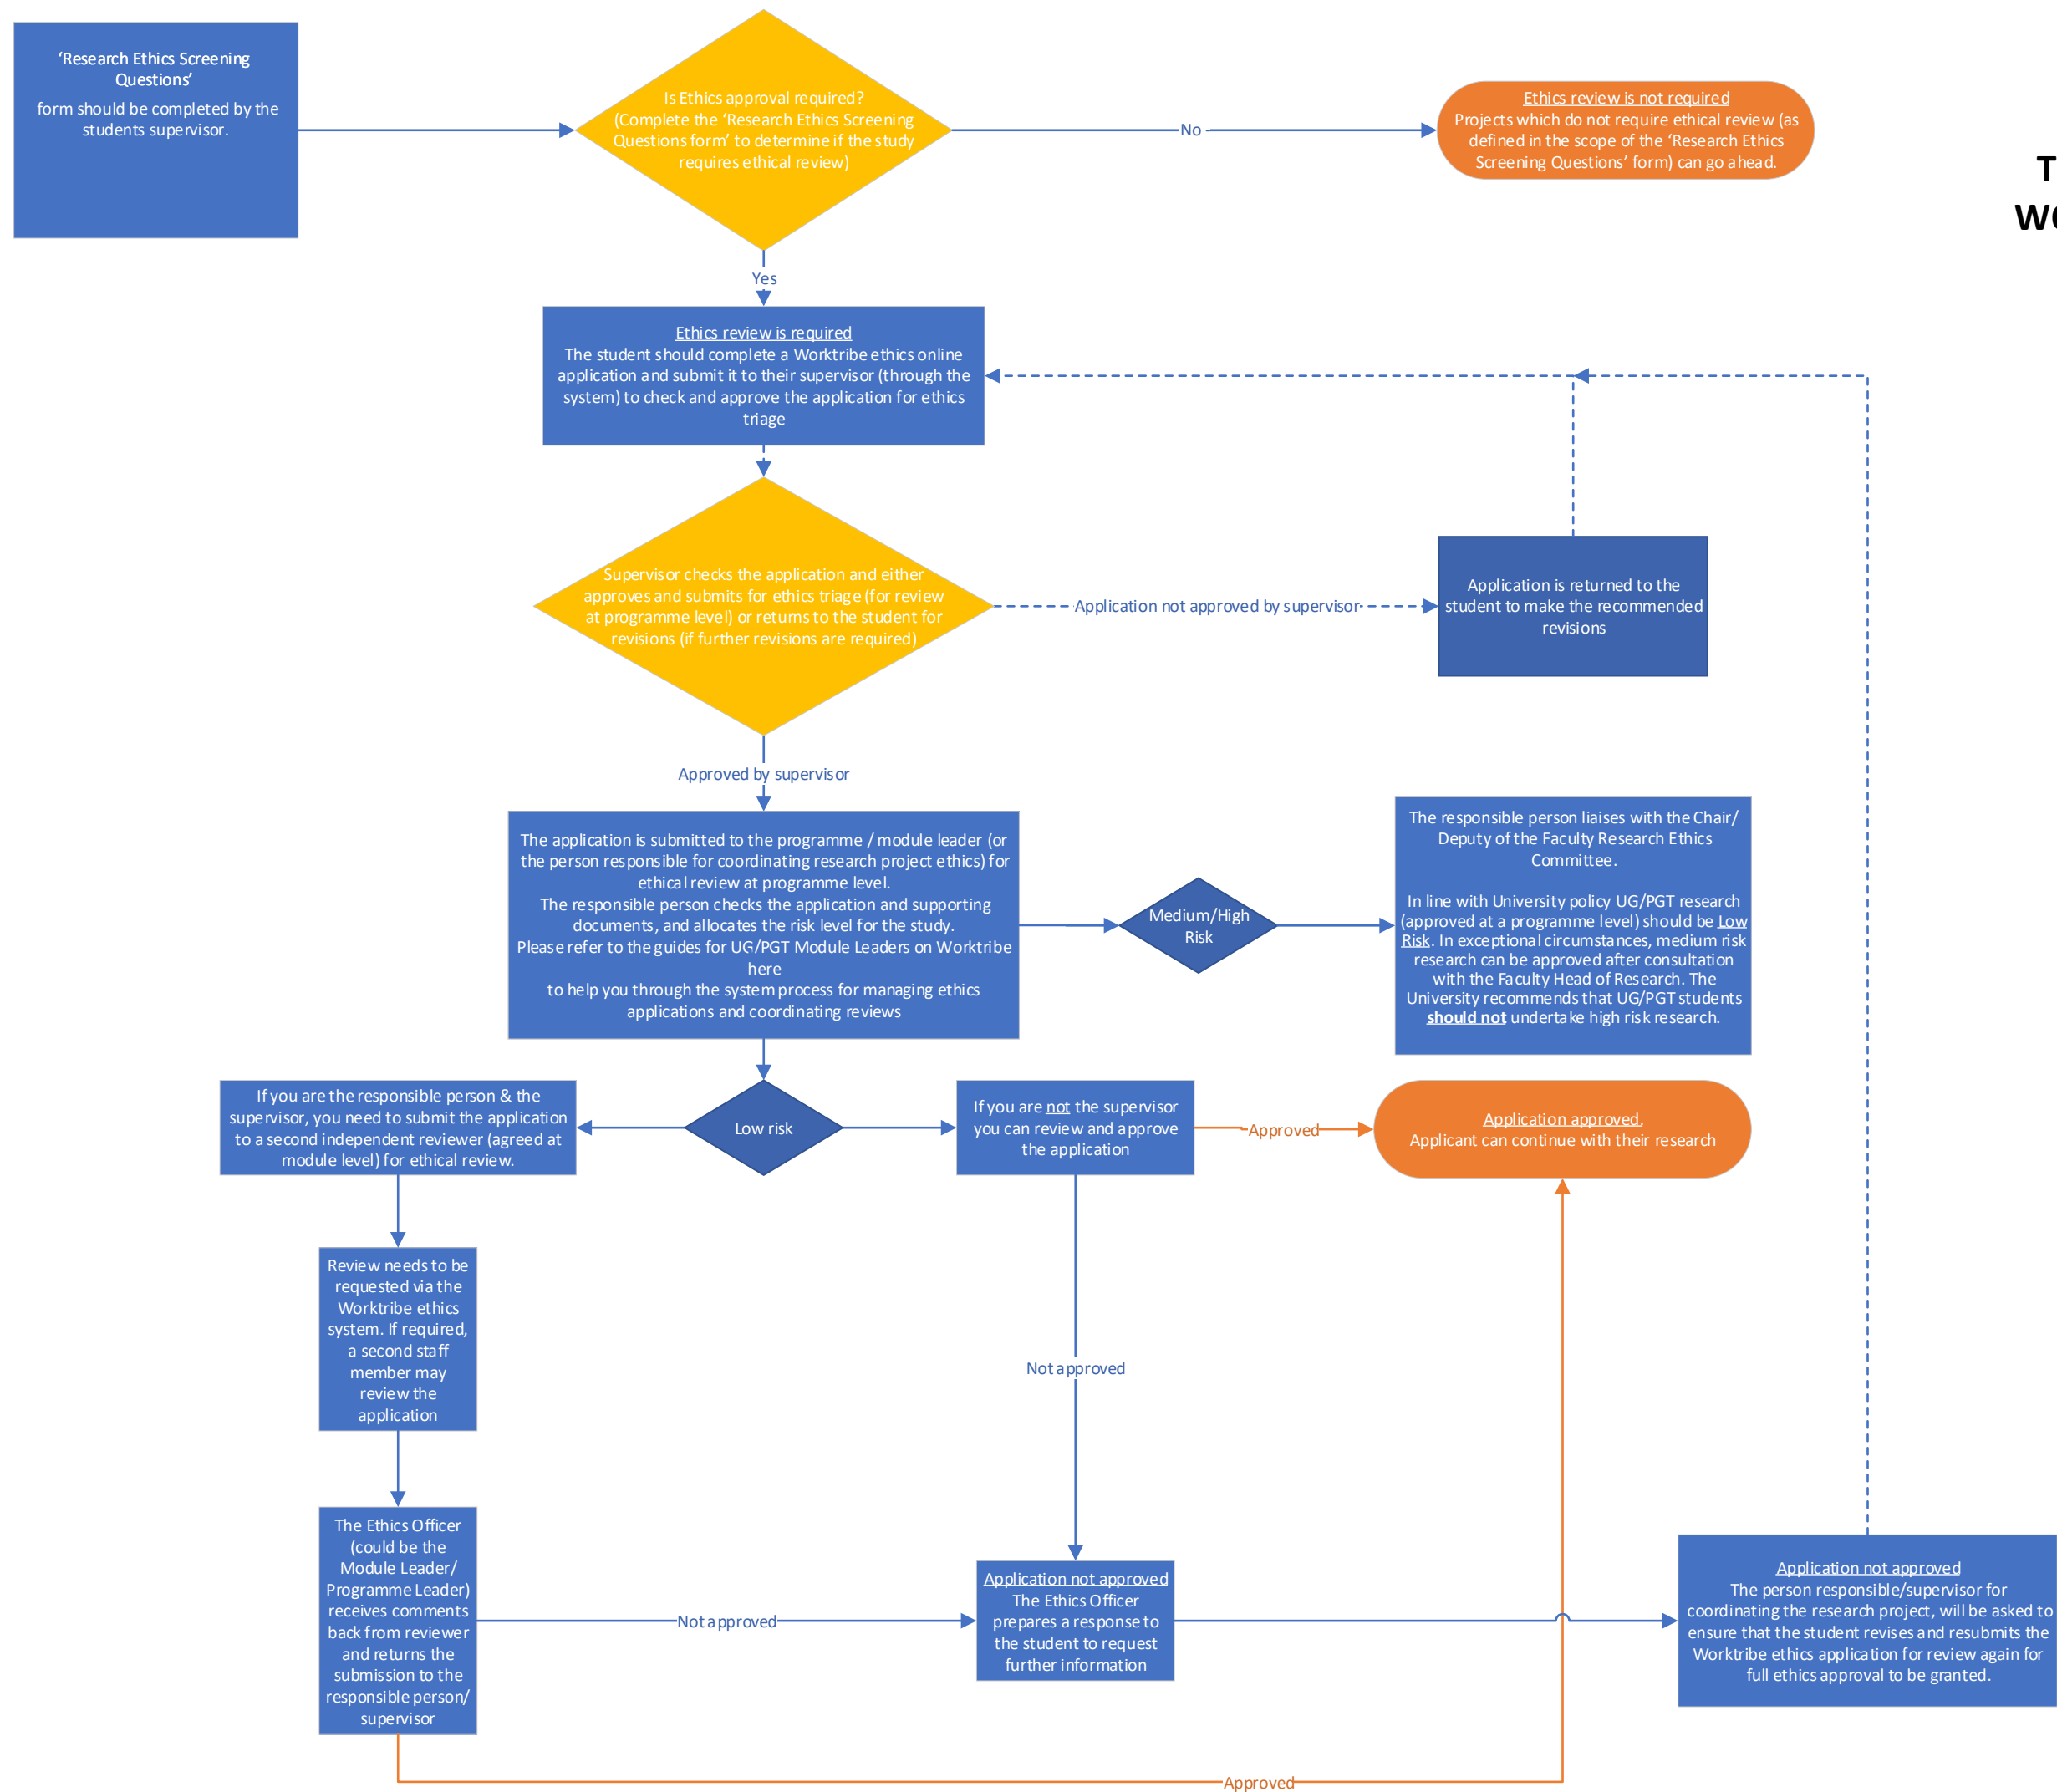 ‘Research Ethics Screening
Questions’
form should be completed by the
students supervisor.
Is Ethics approval required?
(Complete the ‘Research Ethics Screening
Questions form’ to determine if the study
requires ethical review)
No
Ethics review is not required
Projects which do not require ethical review (as
defined in the scope of the ‘Research Ethics
Screening Questions’ form) can go ahead.
Yes
Ethics review is required
The student should complete a Worktribe ethics online
application and submit it to their supervisor (through the
system) to check and approve the application for ethics
triage
Supervisor checks the application and either
approves and submits for ethics triage (for review
at programme level) or returns to the student for
revisions (if further revisions are required)
Application not approved by supervisor
Application is returned to the
student to make the recommended
revisions
Approved by supervisor
The application is submitted to the programme / module leader (or
the person responsible for coordinating research project ethics) for
ethical review at programme level.
The responsible person checks the application and supporting
documents, and allocates the risk level for the study.
Please refer to the guides for UG/PGT Module Leaders on Worktribe
here
to help you through the system process for managing ethics
applications and coordinating reviews
Medium/High
Risk
The responsible person liaises with the Chair/
Deputy of the Faculty Research Ethics
Committee.
In line with University policy UG/PGT research
(approved at a programme level) should be Low
Risk. In exceptional circumstances, medium risk
research can be approved after consultation
with the Faculty Head of Research. The
University recommends that UG/PGT students
should not undertake high risk research.
If you are the responsible person & the
supervisor, you need to submit the application
to a second independent reviewer (agreed at
module level) for ethical review.
Low risk
If you are not the supervisor
you can review and approve
the application
Approved
Application approved.
Applicant can continue with their research
Review needs to be
requested via the
Worktribe ethics
system. If required,
a second staff
member may
review the
application
Not approved
The Ethics Officer
(could be the
Module Leader/
Programme Leader)
receives comments
back from reviewer
and returns the
submission to the
responsible person/
supervisor
Not approved
Application not approved
The Ethics Officer
prepares a response to
the student to request
further information
Application not approved
The person responsible/supervisor for
coordinating the research project, will be asked to
ensure that the student revises and resubmits the
Worktribe ethics application for review again for
full ethics approval to be granted.
Approved